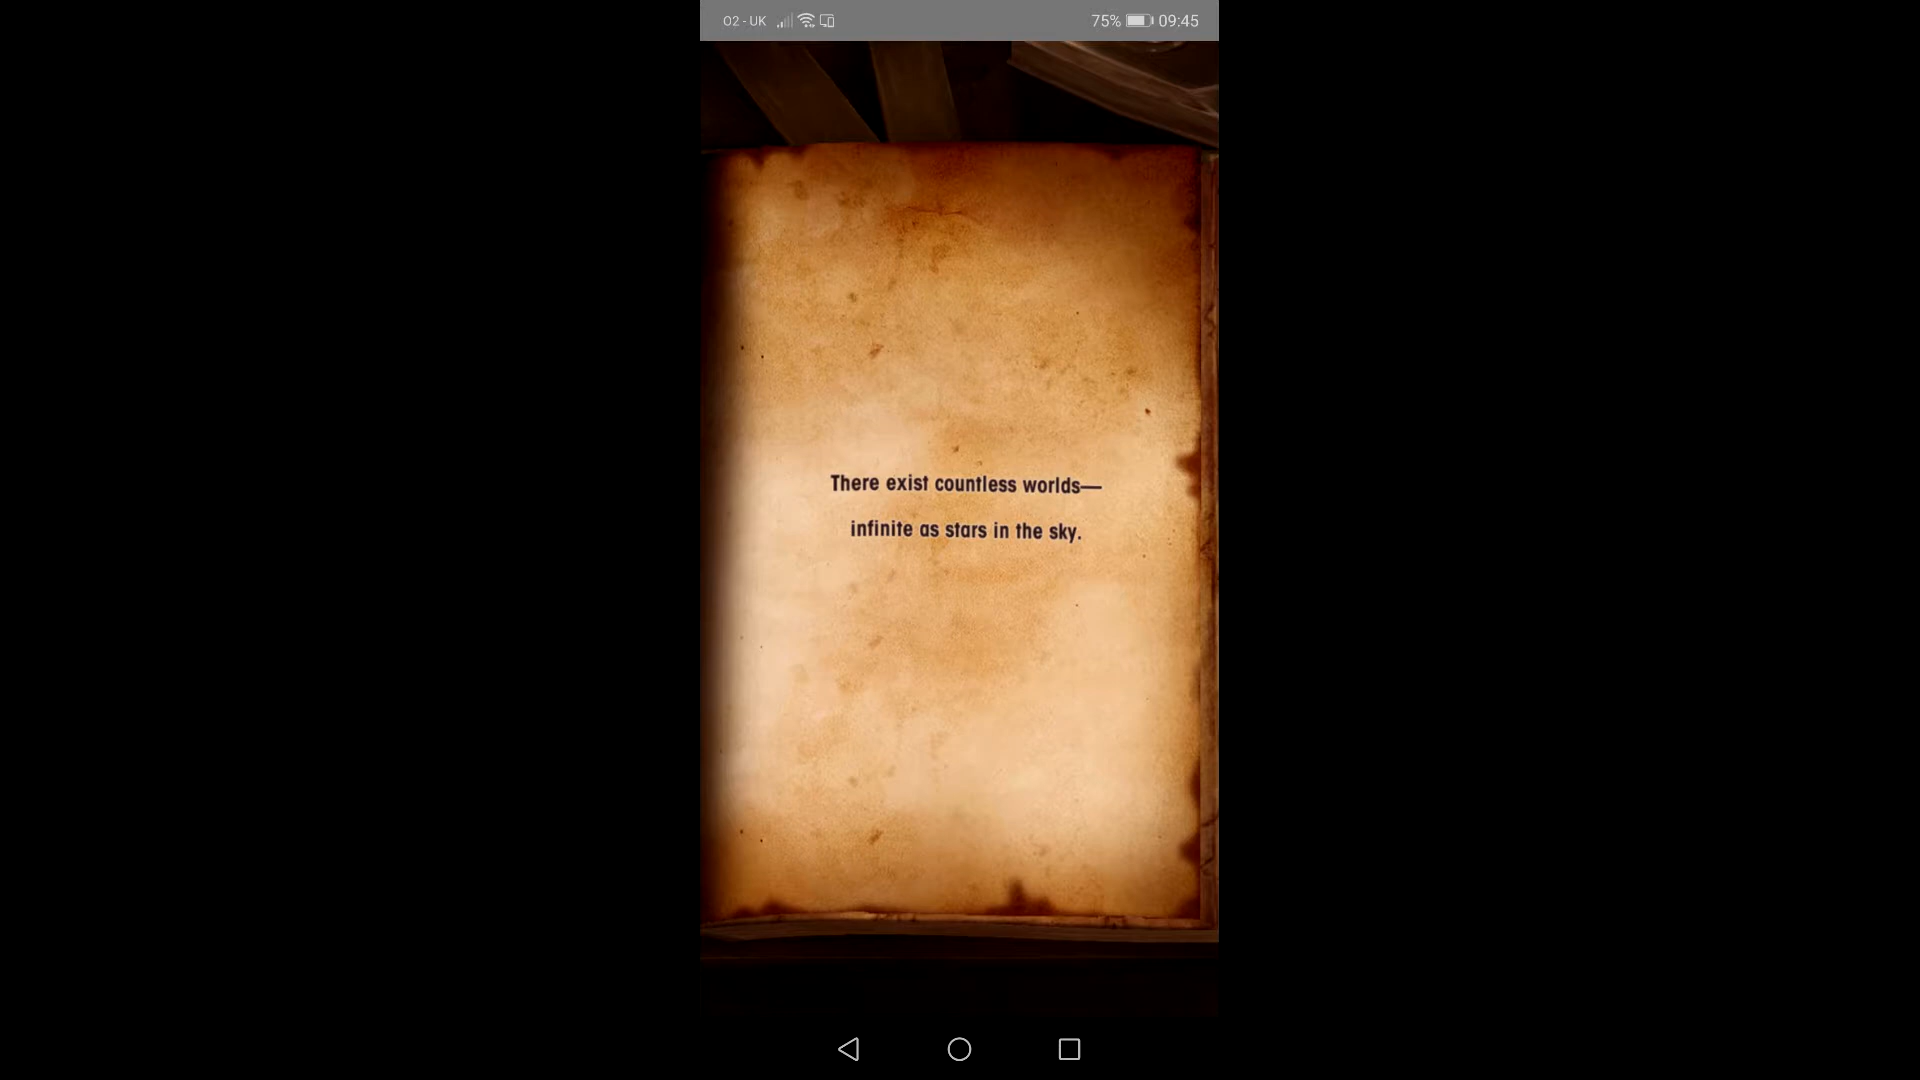 O2 - UK
75% 09:45
There exist countless worlds—
infinite as stars in the sky.